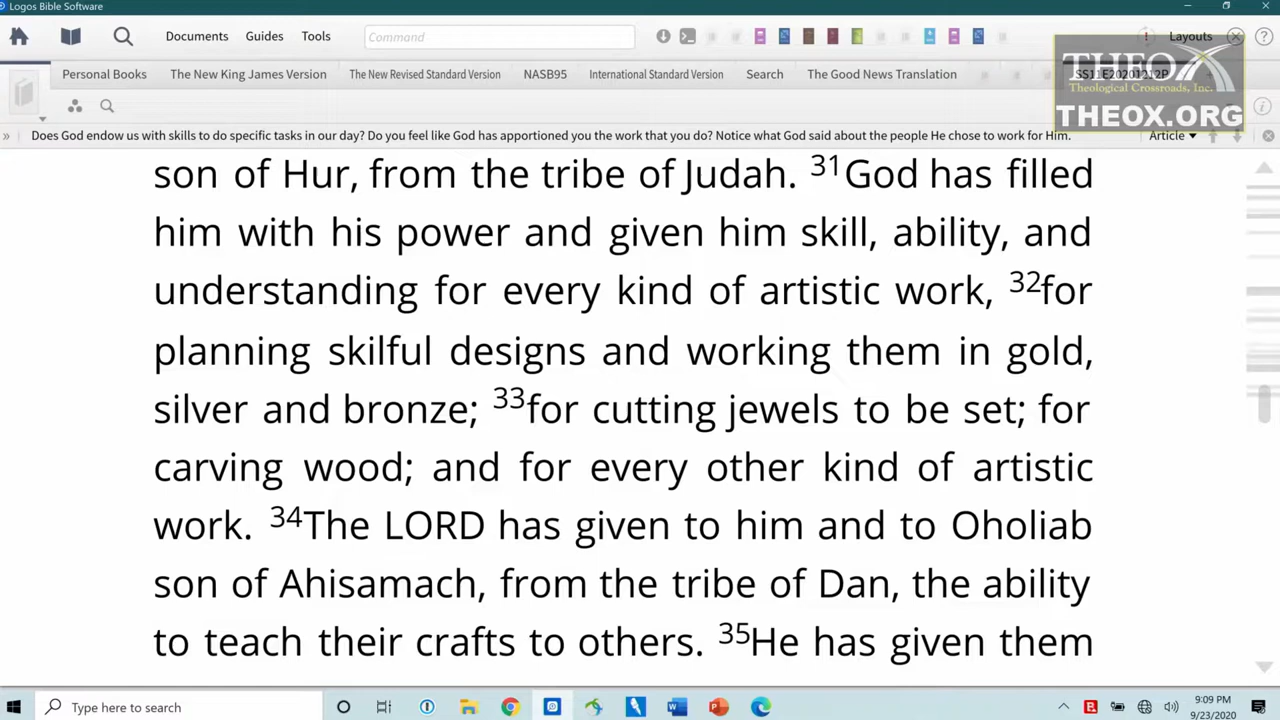 Logos Bible Software
Documents Guides Tools Command Layouts
Personal Books The New King James Version The New Revised Standard Version NASB95 International Standard Version Search The Good News Translation SS11E20201212P
THEOX
Theological Crossroads, Inc.
THEOX.ORG
» Does God endow us with skills to do specific tasks in our day? Do you feel like God has apportioned you the work that you do? Notice what God said about the people He chose to work for Him. Article
son of Hur, from the tribe of Judah. 31God has filled
him with his power and given him skill, ability, and
understanding for every kind of artistic work, 32for
planning skilful designs and working them in gold,
silver and bronze; 33for cutting jewels to be set; for
carving wood; and for every other kind of artistic
work. 34The LORD has given to him and to Oholiab
son of Ahisamach, from the tribe of Dan, the ability
to teach their crafts to others. 35He has given them
Type here to search
9:09 PM
9/23/2020